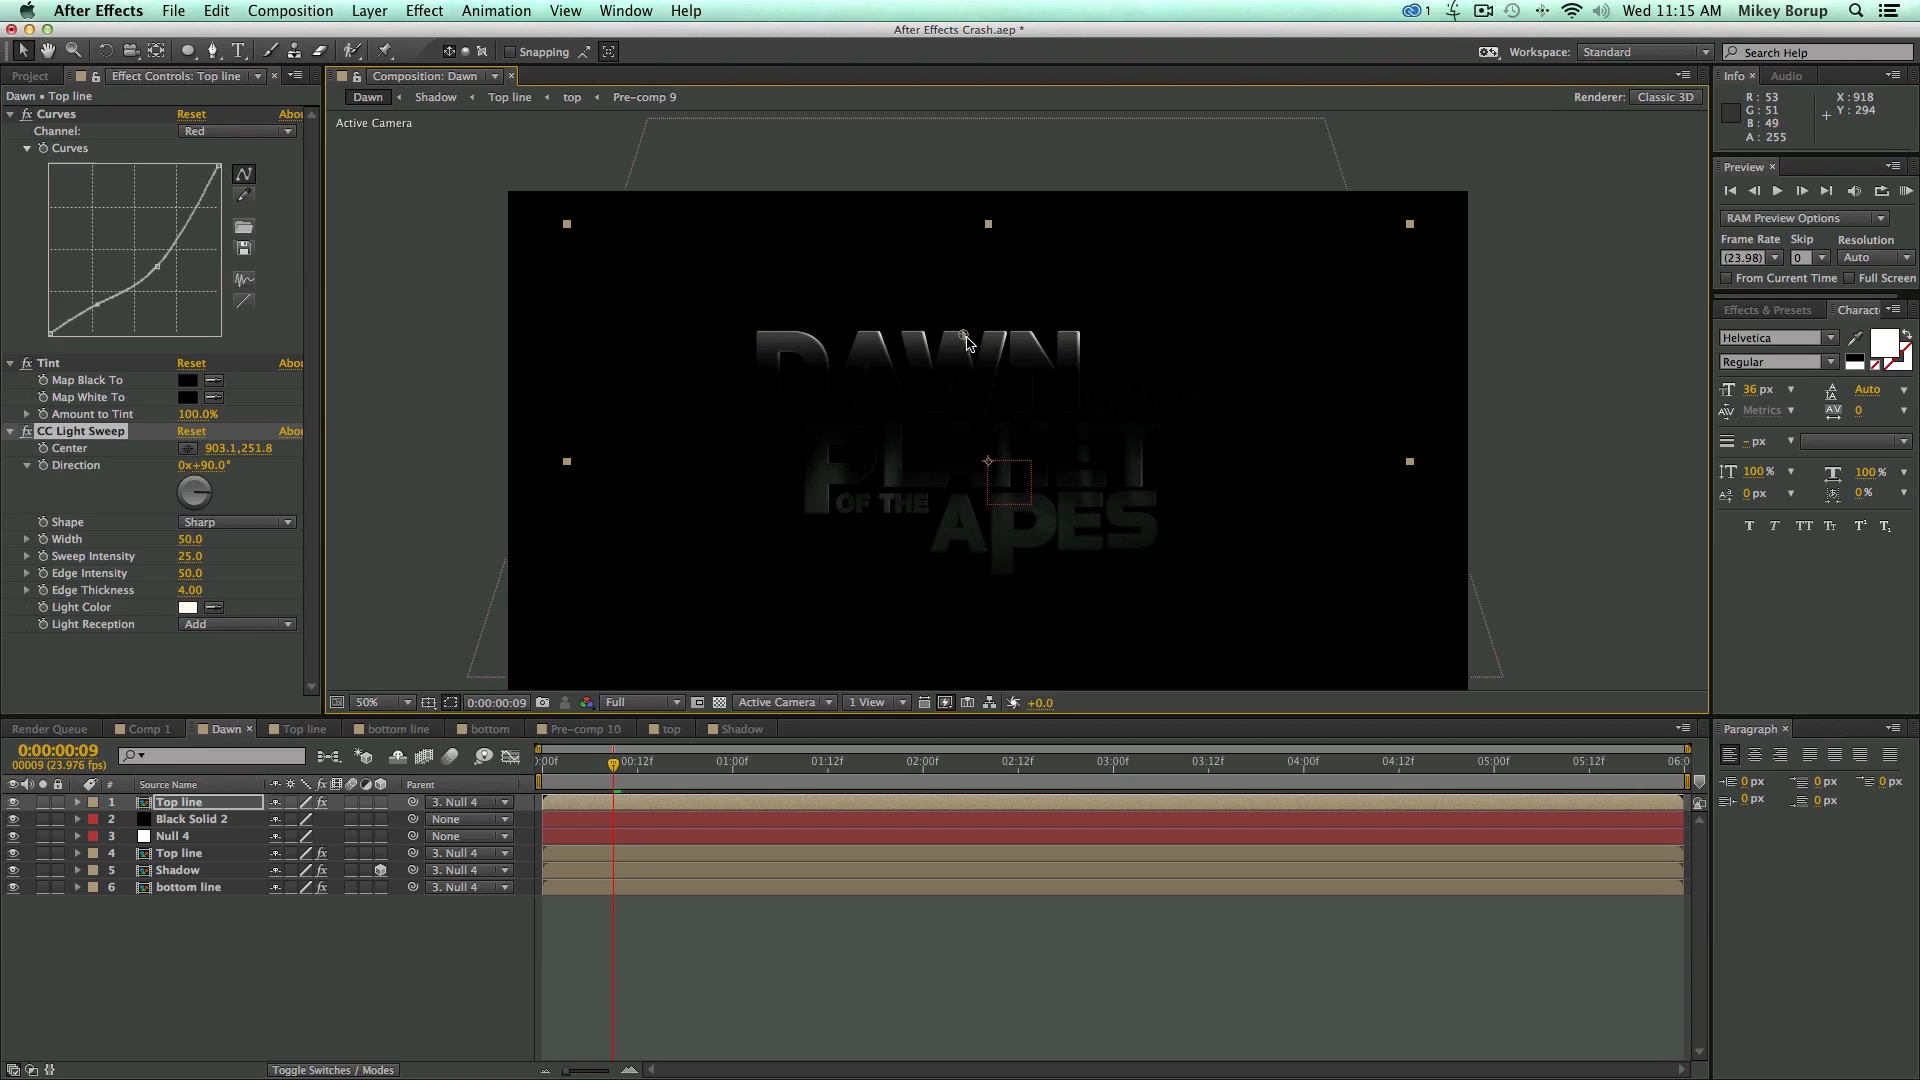 After Effects File Edit Composition Layer Effect Animation View Window Help
1 Wed 11:15 AM Mikey Borup
After Effects Crash.aep *
Snapping Workspace: Standard Search Help
Project Effect Controls: Top line
Dawn • Top line
fx Curves Reset Abou
Channel: Red
Curves
fx Tint Reset Abou
Map Black To
Map White To
Amount to Tint 100.0%
fx CC Light Sweep Reset Abou
Center 903.1,251.8
Direction 0x+90.0°
Shape Sharp
Width 50.0
Sweep Intensity 25.0
Edge Intensity 50.0
Edge Thickness 4.00
Light Color
Light Reception Add
Composition: Dawn
Dawn Shadow Top line top Pre-comp 9 Renderer: Classic 3D
Active Camera
DAWN
OF THE
PLANET
OF THE APES
50% 0:00:00:09 Full Active Camera 1 View +0.0
Info Audio
R: 53 X: 918
G: 51 Y: 294
B: 49
A: 255
Preview
RAM Preview Options
Frame Rate Skip Resolution
(23.98) 0 Auto
From Current Time Full Screen
Effects & Presets Charact
Helvetica
Regular
36 px Auto
Metrics 0
- px
100% 100%
0 px 0%
T T TT Tt T¹ T₁
Render Queue Comp 1 Dawn Top line bottom line bottom Pre-comp 10 top Shadow
0:00:00:09
00009 (23.976 fps)
):00f 00:12f 01:00f 01:12f 02:00f 02:12f 03:00f 03:12f 04:00f 04:12f 05:00f 05:12f 06:0
# Source Name fx Parent
1 Top line fx 3. Null 4
2 Black Solid 2 None
3 Null 4 None
4 Top line fx 3. Null 4
5 Shadow fx 3. Null 4
6 bottom line fx 3. Null 4
Toggle Switches / Modes
Paragraph
0 px 0 px 0 px
0 px 0 px